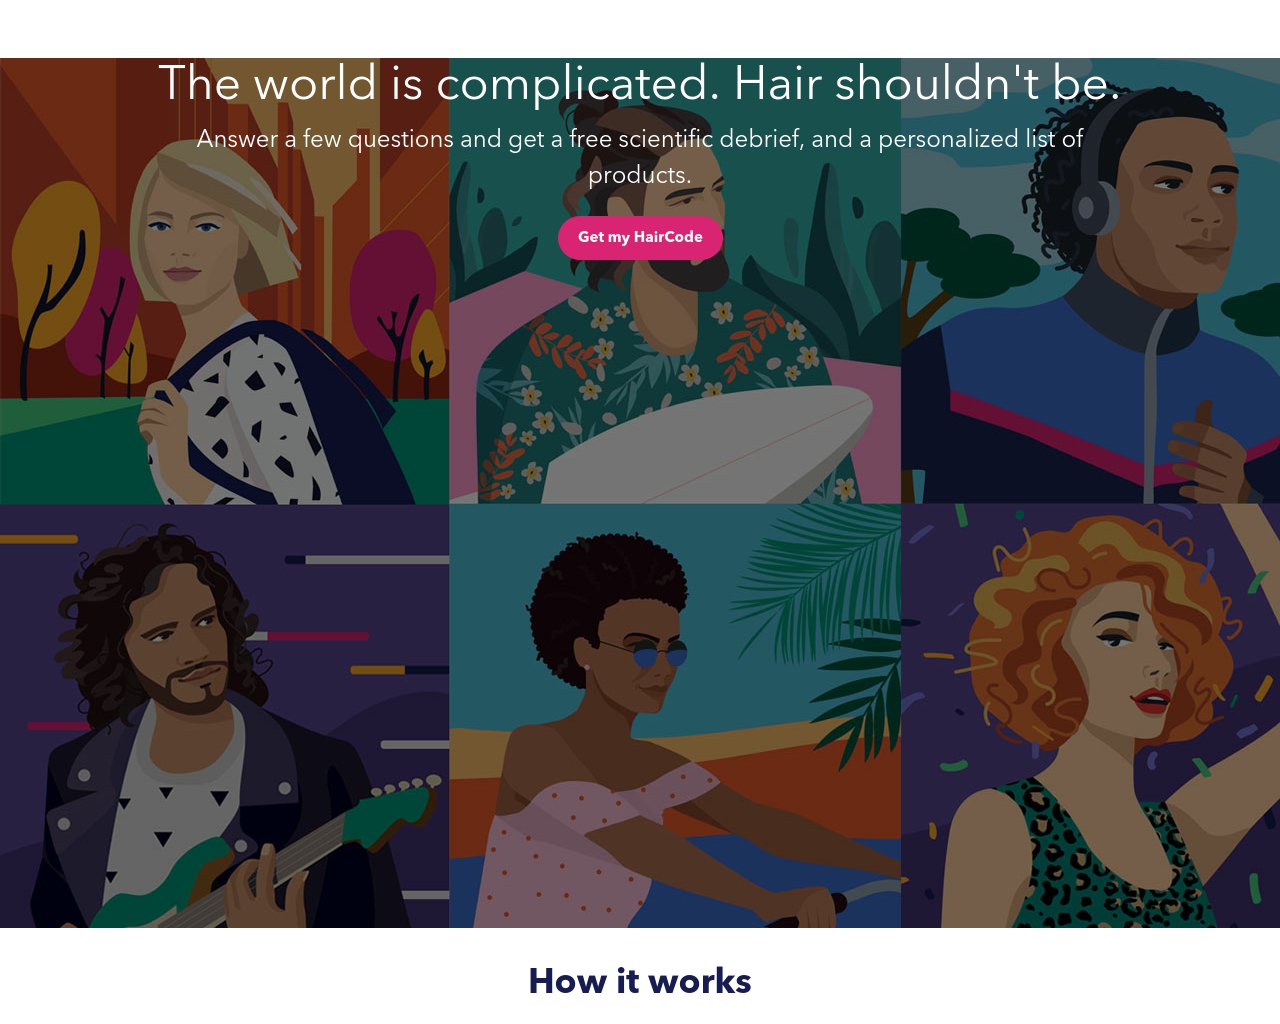 The world is complicated. Hair shouldn't be.
Answer a few questions and get a free scientific debrief, and a personalized list of
products.
Get my HairCode
How it works